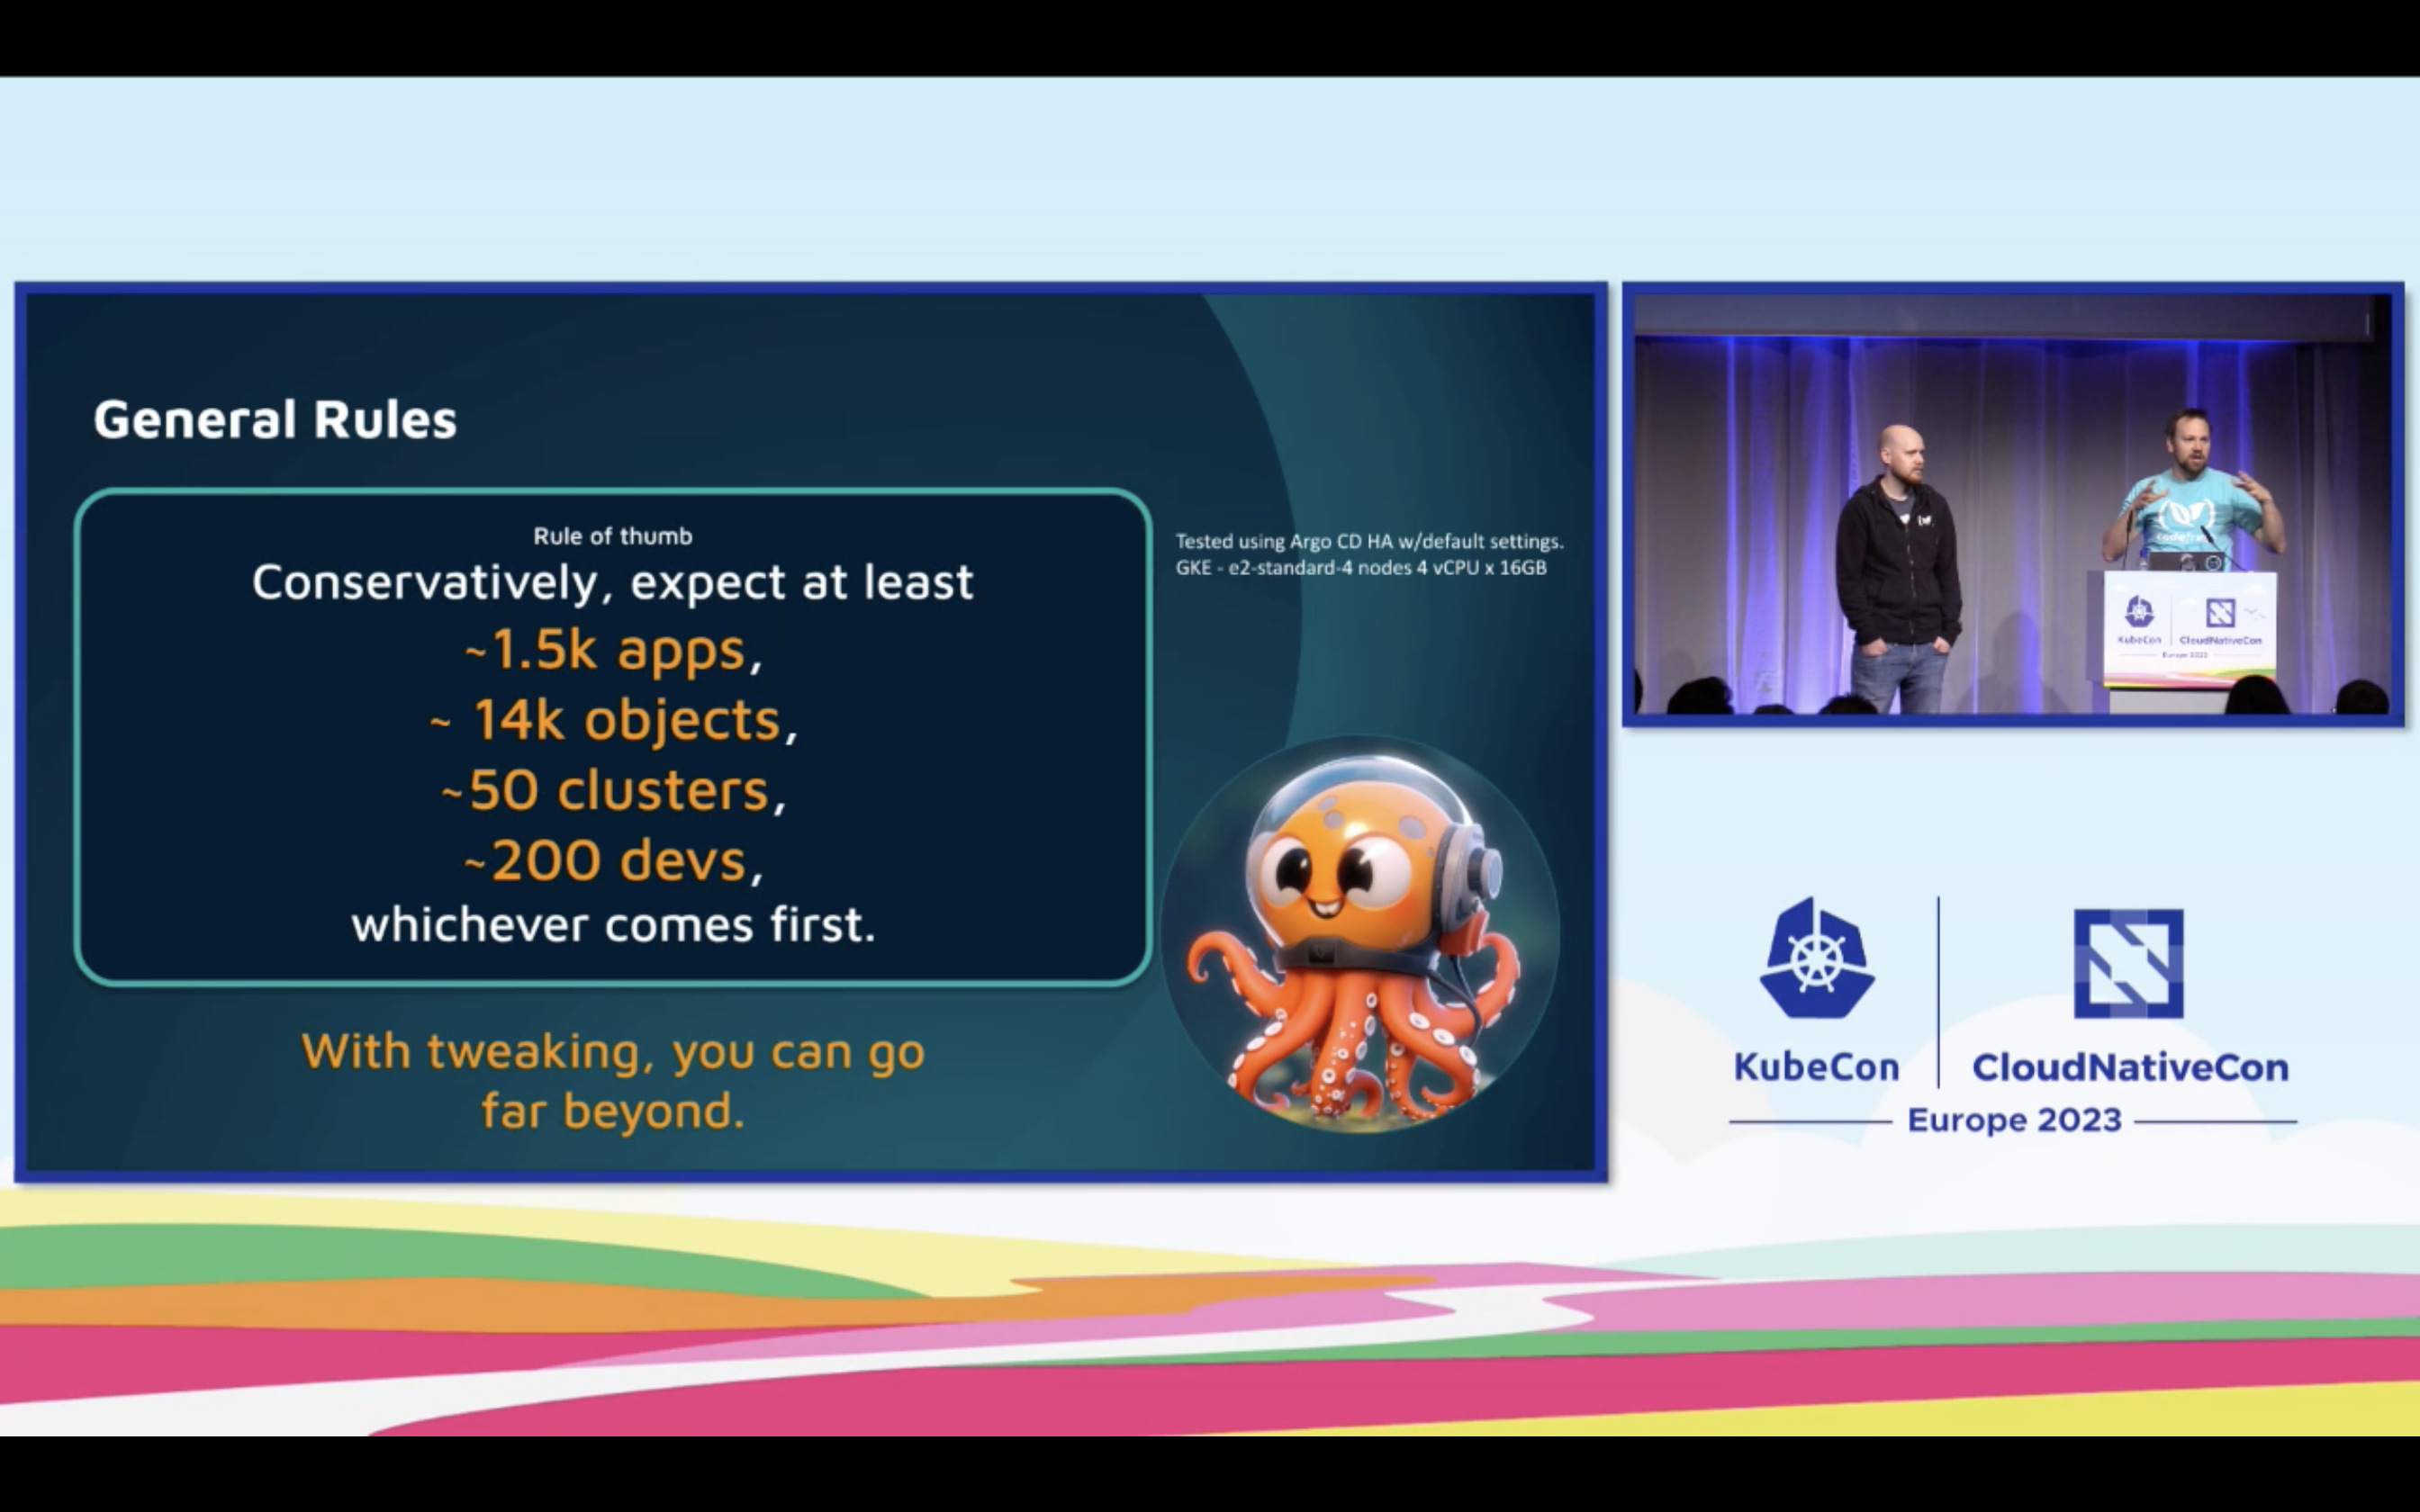 General Rules
Rule of thumb
Conservatively, expect at least
~1.5k apps,
~ 14k objects,
~50 clusters,
~200 devs,
whichever comes first.
With tweaking, you can go
far beyond.
Tested using Argo CD HA w/default settings.
GKE - e2-standard-4 nodes 4 vCPU x 16GB
codefresh
KubeCon
CloudNativeCon
Europe 2023
KubeCon
CloudNativeCon
Europe 2023